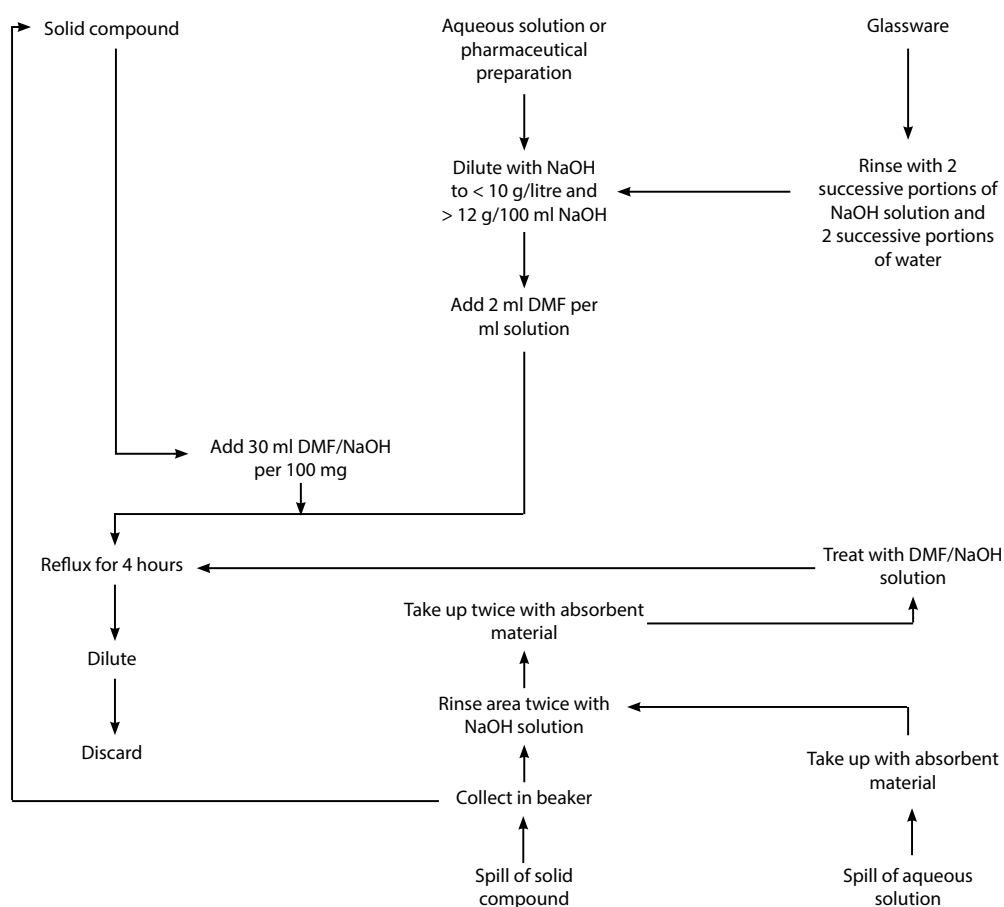 Solid compound
Aqueous solution or
pharmaceutical
preparation
Glassware
Dilute with NaOH
to < 10 g/litre and
> 12 g/100 ml NaOH
Rinse with 2
successive portions of
NaOH solution and
2 successive portions
of water
Add 2 ml DMF per
ml solution
Add 30 ml DMF/NaOH
per 100 mg
Reflux for 4 hours
Treat with DMF/NaOH
solution
Take up twice with absorbent
material
Dilute
Rinse area twice with
NaOH solution
Discard
Take up with absorbent
material
Collect in beaker
Spill of solid
compound
Spill of aqueous
solution